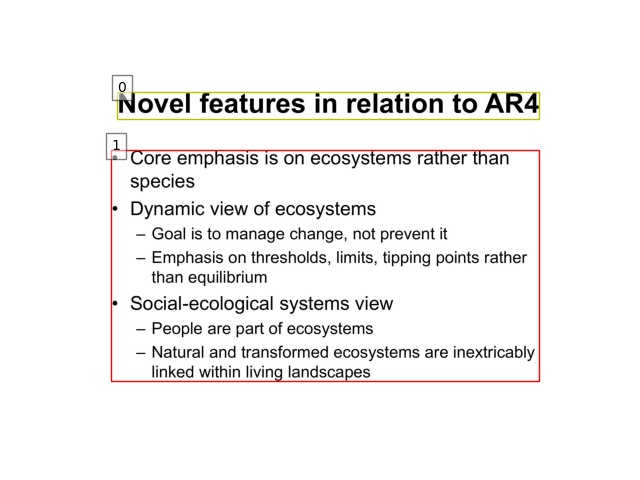 0
Novel features in relation to AR4
1
• Core emphasis is on ecosystems rather than
species
• Dynamic view of ecosystems
– Goal is to manage change, not prevent it
– Emphasis on thresholds, limits, tipping points rather
than equilibrium
• Social-ecological systems view
– People are part of ecosystems
– Natural and transformed ecosystems are inextricably
linked within living landscapes